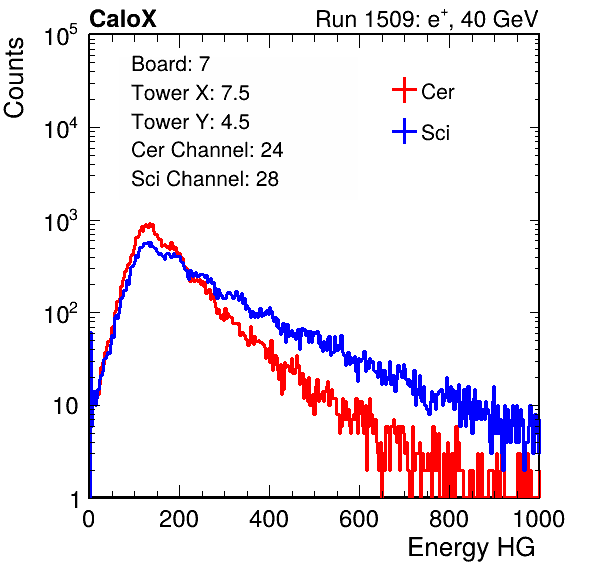 CaloX Run 1509: e⁺, 40 GeV
Counts
10⁵
10⁴
10³
10²
10
1
Board: 7
Tower X: 7.5
Tower Y: 4.5
Cer Channel: 24
Sci Channel: 28
Cer
Sci
0 200 400 600 800 1000
Energy HG